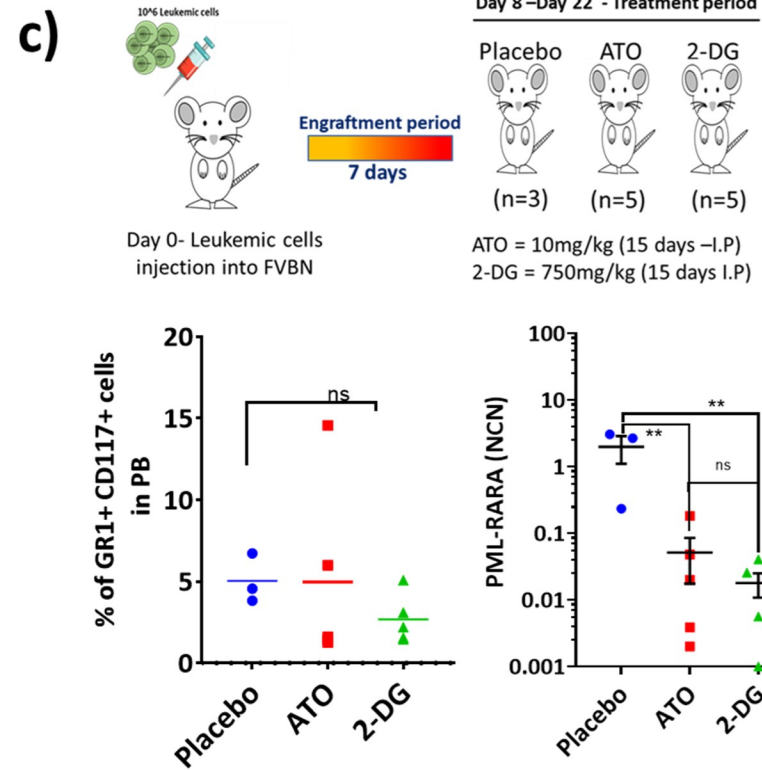 c)
10^6 Leukemic cells
Day 0- Leukemic cells
injection into FVBN
Engraftment period
7 days
Day 8 –Day 22 - Treatment period
Placebo ATO 2-DG
(n=3) (n=5) (n=5)
ATO = 10mg/kg (15 days –I.P)
2-DG = 750mg/kg (15 days I.P)
% of GR1+ CD117+ cells
in PB
20
15
10
5
0
ns
Placebo
ATO
2-DG
PML-RARA (NCN)
100
10
1
0.1
0.01
0.001
**
**
ns
Placebo
ATO
2-DG